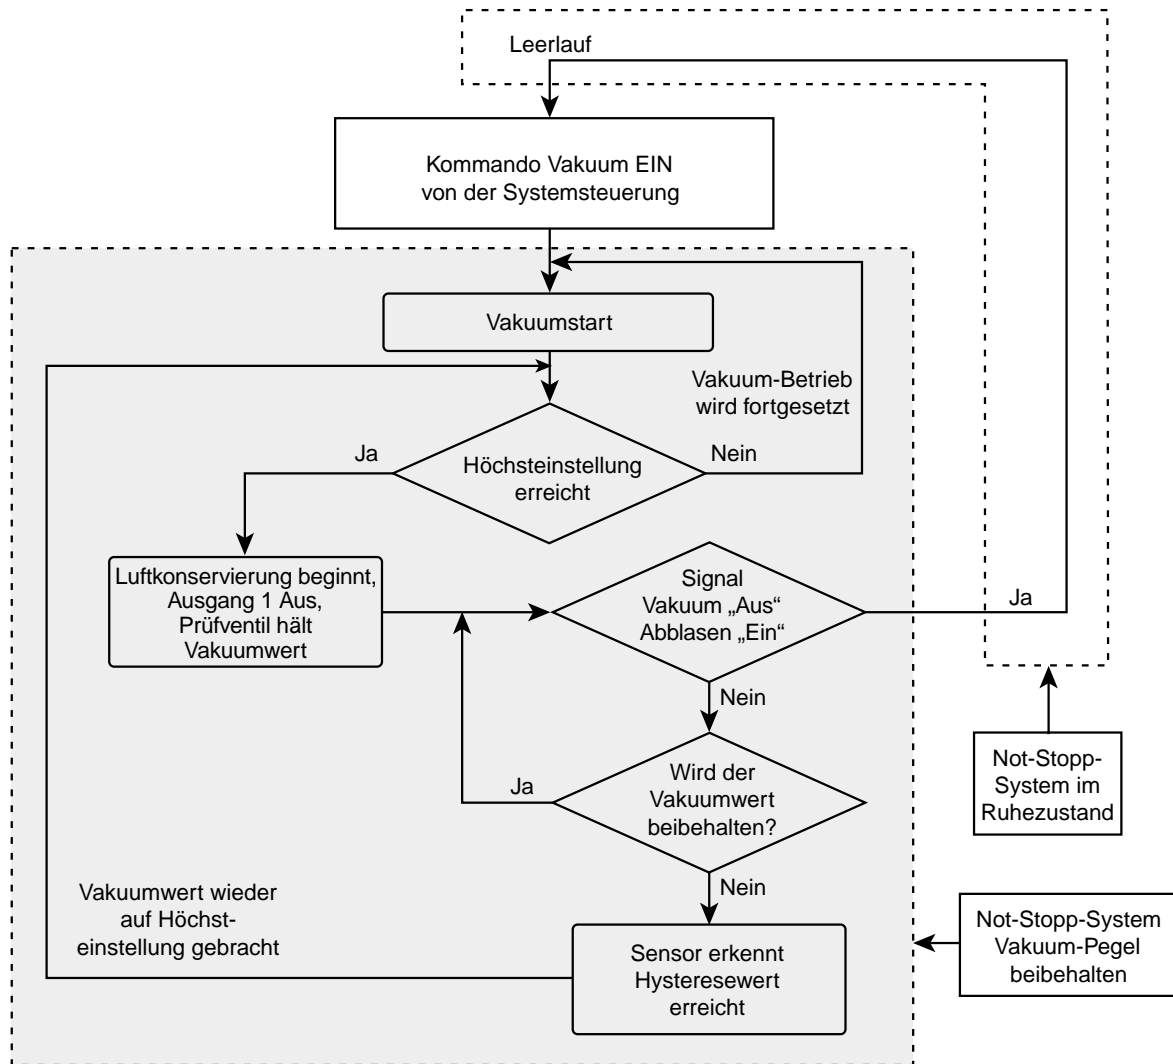 Leerlauf
Kommando Vakuum EIN
von der Systemsteuerung
Vakuumstart
Vakuum-Betrieb
wird fortgesetzt
Ja
Höchsteinstellung
erreicht
Nein
Luftkonservierung beginnt,
Ausgang 1 Aus,
Prüfventil hält
Vakuumwert
Signal
Vakuum „Aus“
Abblasen „Ein“
Ja
Nein
Ja
Wird der
Vakuumwert
beibehalten?
Not-Stopp-
System im
Ruhezustand
Nein
Vakuumwert wieder
auf Höchst-
einstellung gebracht
Sensor erkennt
Hysteresewert
erreicht
Not-Stopp-System
Vakuum-Pegel
beibehalten